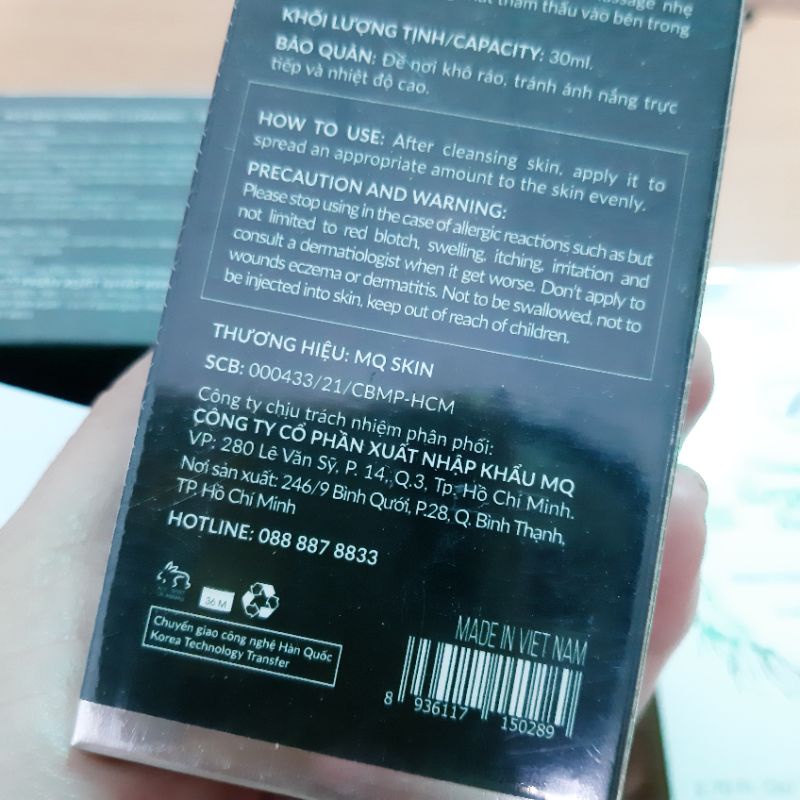 massage nhẹ
thẩm thấu vào bên trong
KHỐI LƯỢNG TỊNH/CAPACITY: 30ml.
BẢO QUẢN: Để nơi khô ráo, tránh ánh nắng trực
tiếp và nhiệt độ cao.
HOW TO USE: After cleansing skin, apply it to
spread an appropriate amount to the skin evenly.
PRECAUTION AND WARNING:
Please stop using in the case of allergic reactions such as but
not limited to red blotch, swelling, itching, irritation and
consult a dermatiologist when it get worse. Don't apply to
wounds eczema or dermatitis. Not to be swallowed, not to
be injected into skin, keep out of reach of children.
THƯƠNG HIỆU: MQ SKIN
SCB: 000433/21/CBMP-HCM
Công ty chịu trách nhiệm phân phối:
CÔNG TY CỔ PHẦN XUẤT NHẬP KHẨU MQ
VP: 280 Lê Văn Sỹ, P. 14, Q.3, Tp. Hồ Chí Minh.
Nơi sản xuất: 246/9 Bình Quới, P.28, Q. Bình Thạnh,
TP. Hồ Chí Minh
HOTLINE: 088 887 8833
36 M
Chuyển giao công nghệ Hàn Quốc
Korea Technology Transfer
MADE IN VIET NAM
8 936117 150289